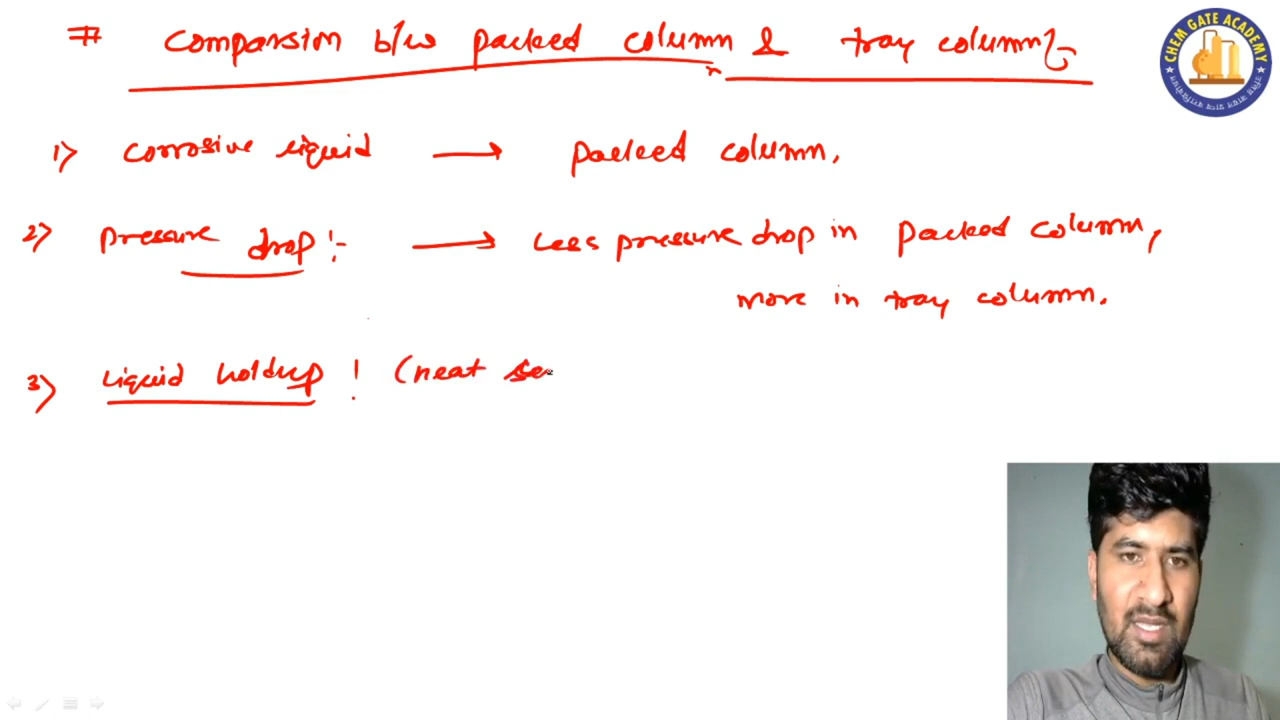 # comparsion b/w packed column & tray column:-
CHEM GATE ACADEMY
1) corrosive liquid → packed column.
2) pressure drop :- → Less pressure drop in packed column,
more in tray column.
3) Liquid holdup : (heat se